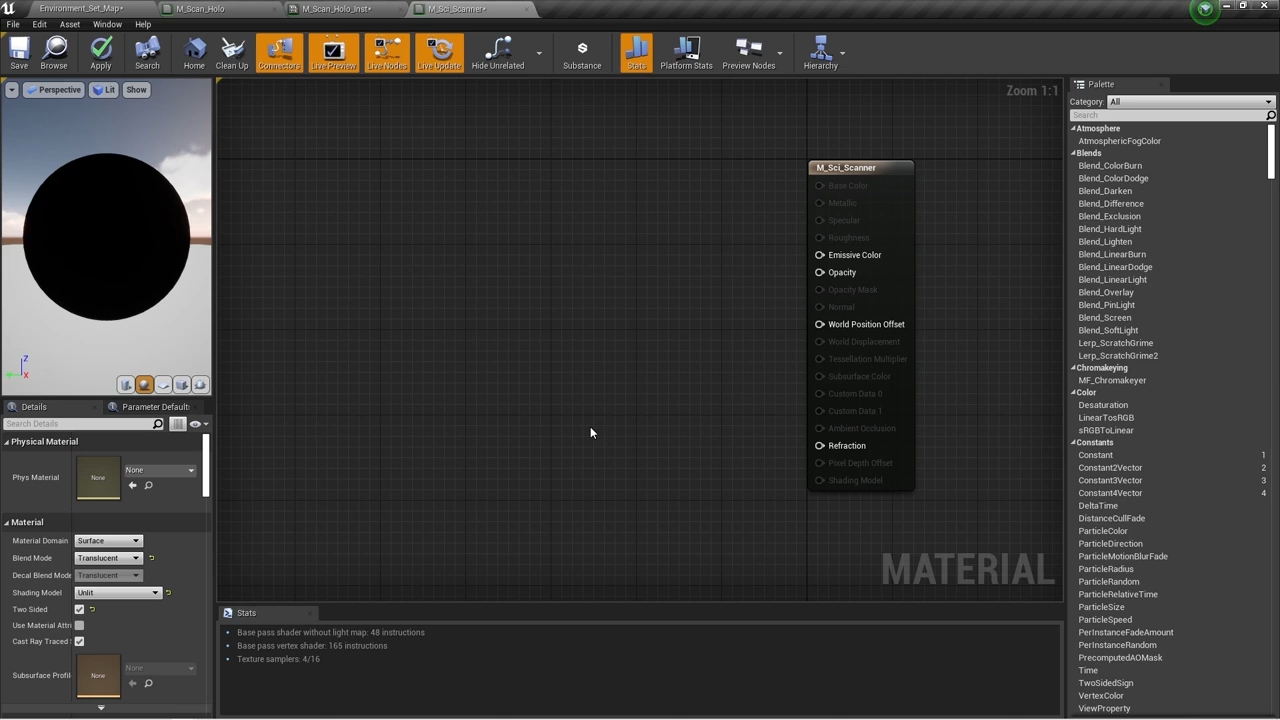 Environment_Set_Map*
M_Scan_Holo
M_Scan_Holo_Inst*
M_Sci_Scanner*
File Edit Asset Window Help
Save Browse Apply Search Home Clean Up Connectors Live Preview Live Nodes Live Update Hide Unrelated Substance Stats Platform Stats Preview Nodes Hierarchy
Perspective Lit Show
Z
X
Zoom 1:1
M_Sci_Scanner
Base Color
Metallic
Specular
Roughness
Emissive Color
Opacity
Opacity Mask
Normal
World Position Offset
World Displacement
Tessellation Multiplier
Subsurface Color
Custom Data 0
Custom Data 1
Ambient Occlusion
Refraction
Pixel Depth Offset
Shading Model
MATERIAL
Details
Parameter Default
Search Details
Physical Material
Phys Material None None
Material
Material Domain Surface
Blend Mode Translucent
Decal Blend Mode Translucent
Shading Model Unlit
Two Sided
Use Material Attri
Cast Ray Traced
Subsurface Profil None None
Stats
Base pass shader without light map: 48 instructions
Base pass vertex shader: 165 instructions
Texture samplers: 4/16
Palette
Category: All
Search
Atmosphere
AtmosphericFogColor
Blends
Blend_ColorBurn
Blend_ColorDodge
Blend_Darken
Blend_Difference
Blend_Exclusion
Blend_HardLight
Blend_Lighten
Blend_LinearBurn
Blend_LinearDodge
Blend_LinearLight
Blend_Overlay
Blend_PinLight
Blend_Screen
Blend_SoftLight
Lerp_ScratchGrime
Lerp_ScratchGrime2
Chromakeying
MF_Chromakeyer
Color
Desaturation
LinearTosRGB
sRGBToLinear
Constants
Constant 1
Constant2Vector 2
Constant3Vector 3
Constant4Vector 4
DeltaTime
DistanceCullFade
ParticleColor
ParticleDirection
ParticleMotionBlurFade
ParticleRadius
ParticleRandom
ParticleRelativeTime
ParticleSize
ParticleSpeed
PerInstanceFadeAmount
PerInstanceRandom
PrecomputedAOMask
Time
TwoSidedSign
VertexColor
ViewProperty